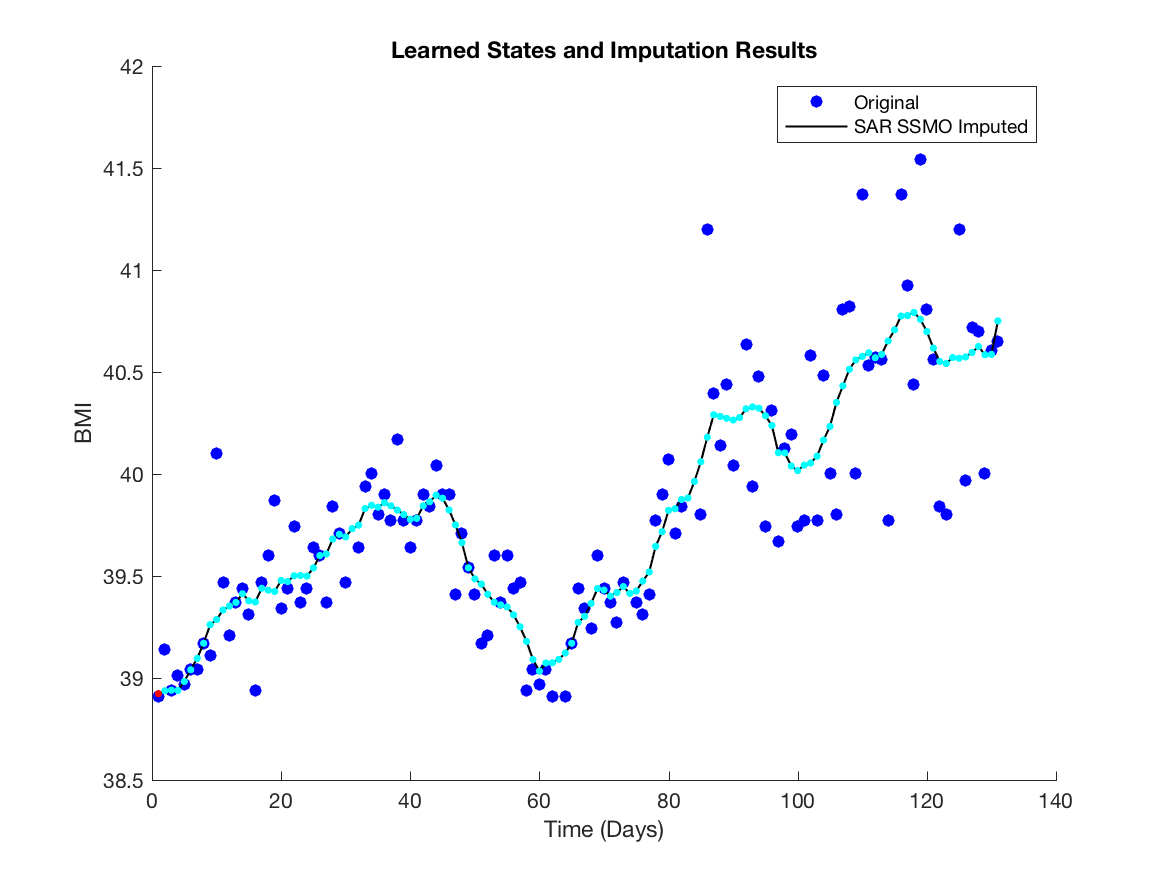 Learned States and Imputation Results
Original
SAR SSMO Imputed
BMI
42
41.5
41
40.5
40
39.5
39
38.5
0 20 40 60 80 100 120 140
Time (Days)